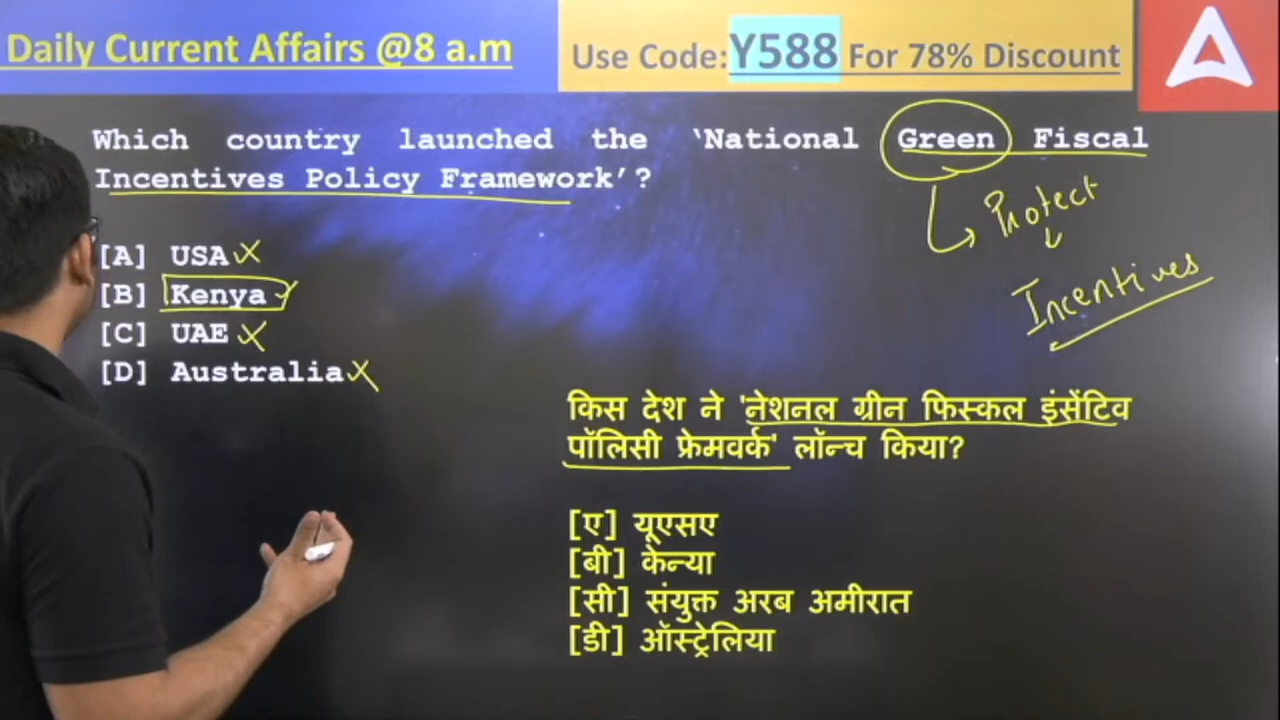 Daily Current Affairs @8 a.m
Use Code:Y588 For 78% Discount
Which country launched the ‘National Green Fiscal
Incentives Policy Framework’?
Protect
Incentives
[A] USA
[B] Kenya
[C] UAE
[D] Australia
किस देश ने 'नेशनल ग्रीन फिस्कल इंसेंटिव
पॉलिसी फ्रेमवर्क' लॉन्च किया?
[ए] यूएसए
[बी] केन्या
[सी] संयुक्त अरब अमीरात
[डी] ऑस्ट्रेलिया